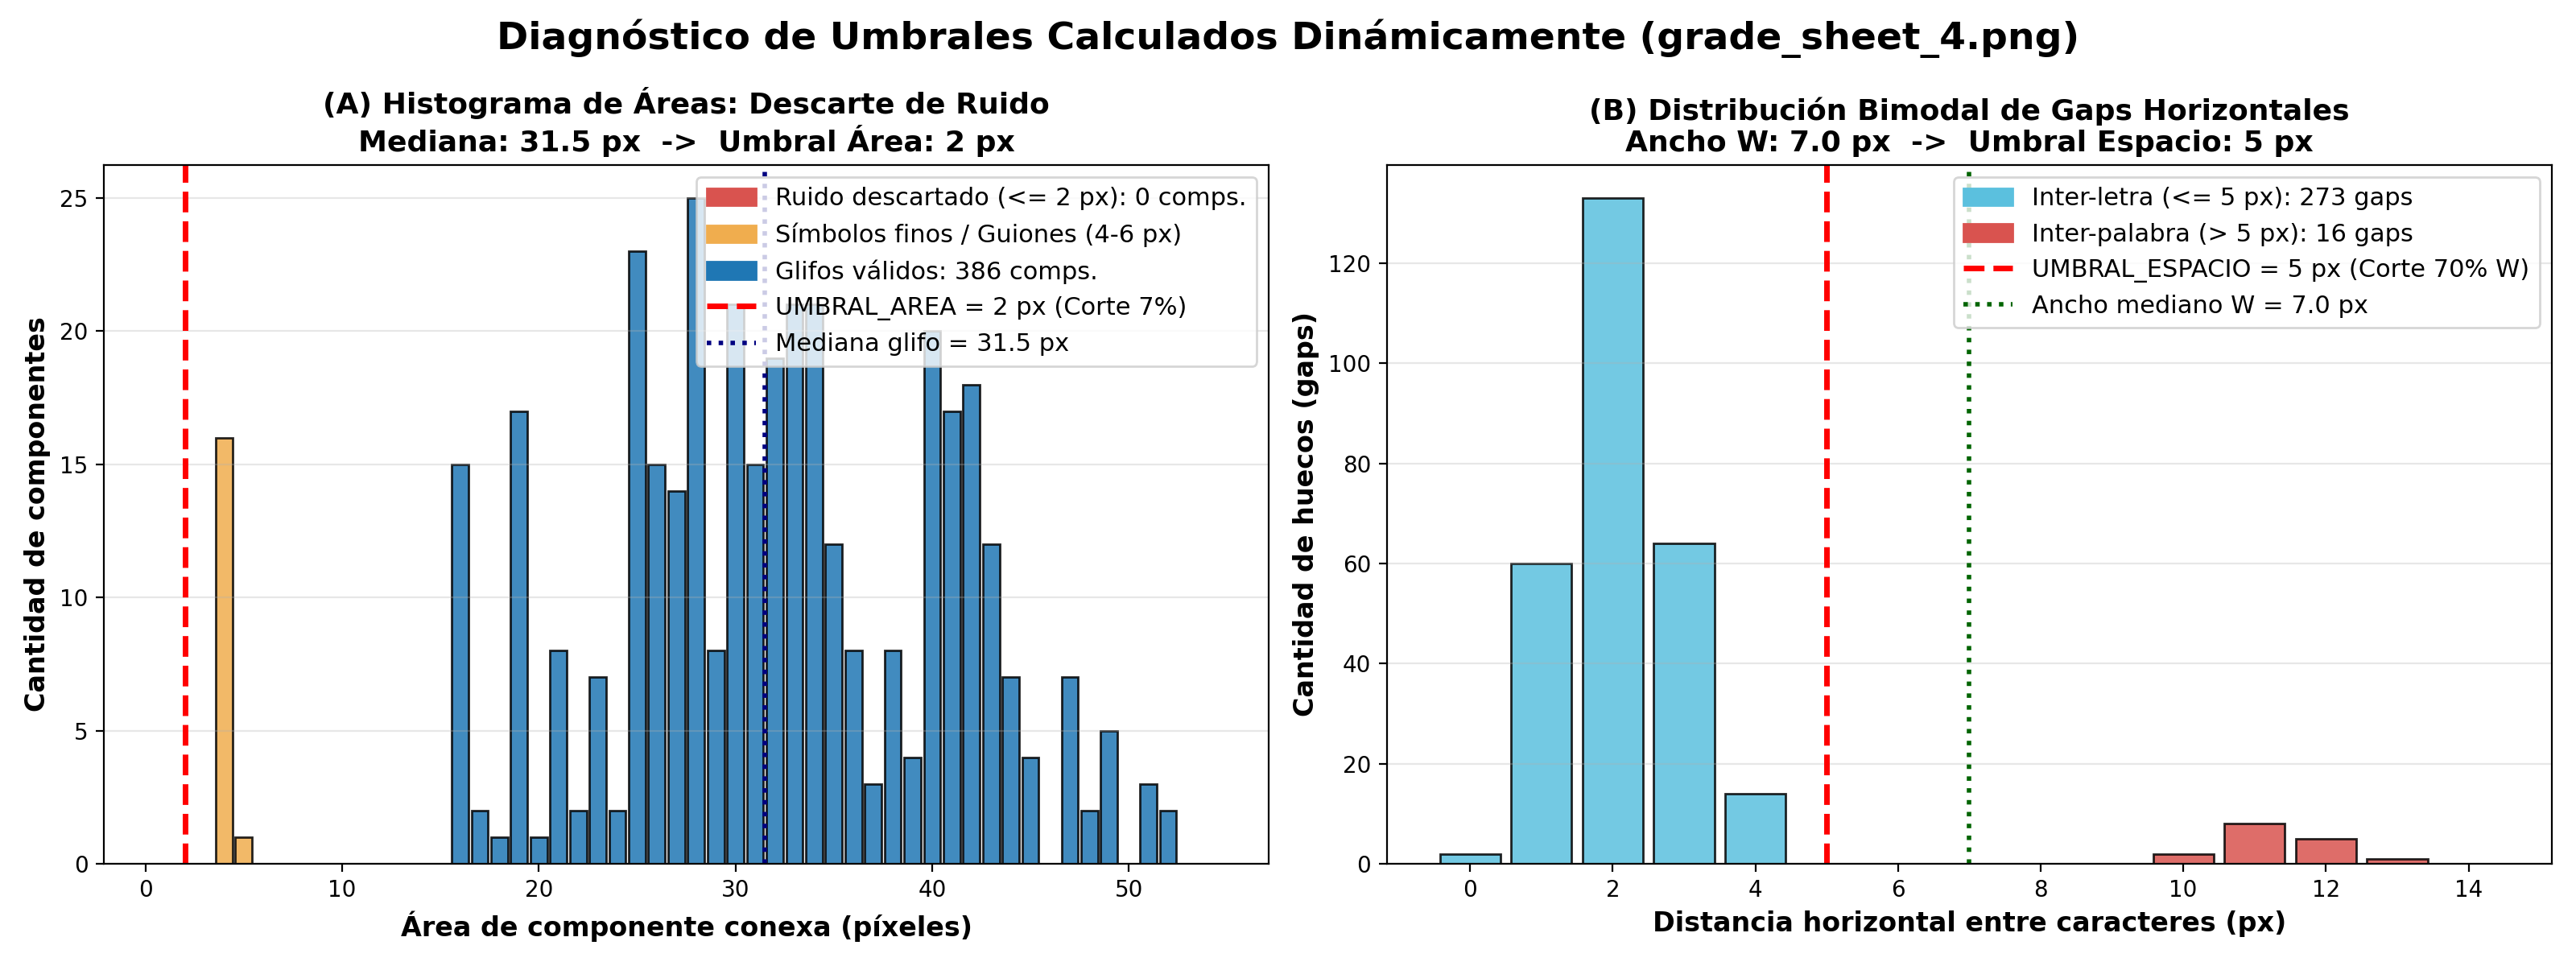 Diagnóstico de Umbrales Calculados Dinámicamente (grade_sheet_4.png)
(A) Histograma de Áreas: Descarte de Ruido
Mediana: 31.5 px -> Umbral Área: 2 px
Cantidad de componentes
25
20
15
10
5
0
Ruido descartado (<= 2 px): 0 comps.
Símbolos finos / Guiones (4-6 px)
Glifos válidos: 386 comps.
UMBRAL_AREA = 2 px (Corte 7%)
Mediana glifo = 31.5 px
0 10 20 30 40 50
Área de componente conexa (píxeles)
(B) Distribución Bimodal de Gaps Horizontales
Ancho W: 7.0 px -> Umbral Espacio: 5 px
Cantidad de huecos (gaps)
120
100
80
60
40
20
0
Inter-letra (<= 5 px): 273 gaps
Inter-palabra (> 5 px): 16 gaps
UMBRAL_ESPACIO = 5 px (Corte 70% W)
Ancho mediano W = 7.0 px
0 2 4 6 8 10 12 14
Distancia horizontal entre caracteres (px)